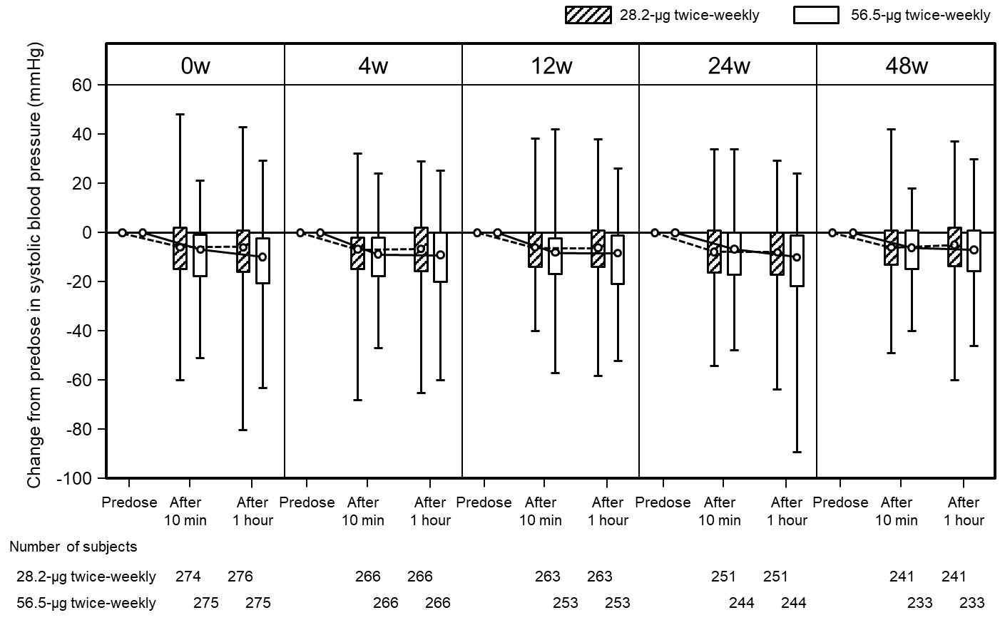 28.2-µg twice-weekly 56.5-µg twice-weekly
Change from predose in systolic blood pressure (mmHg)
0w 4w 12w 24w 48w
60
40
20
0
-20
-40
-60
-80
-100
Predose After After Predose After After Predose After After Predose After After Predose After After
10 min 1 hour 10 min 1 hour 10 min 1 hour 10 min 1 hour 10 min 1 hour
Number of subjects
28.2-µg twice-weekly 274 276 266 266 263 263 251 251 241 241
56.5-µg twice-weekly 275 275 266 266 253 253 244 244 233 233